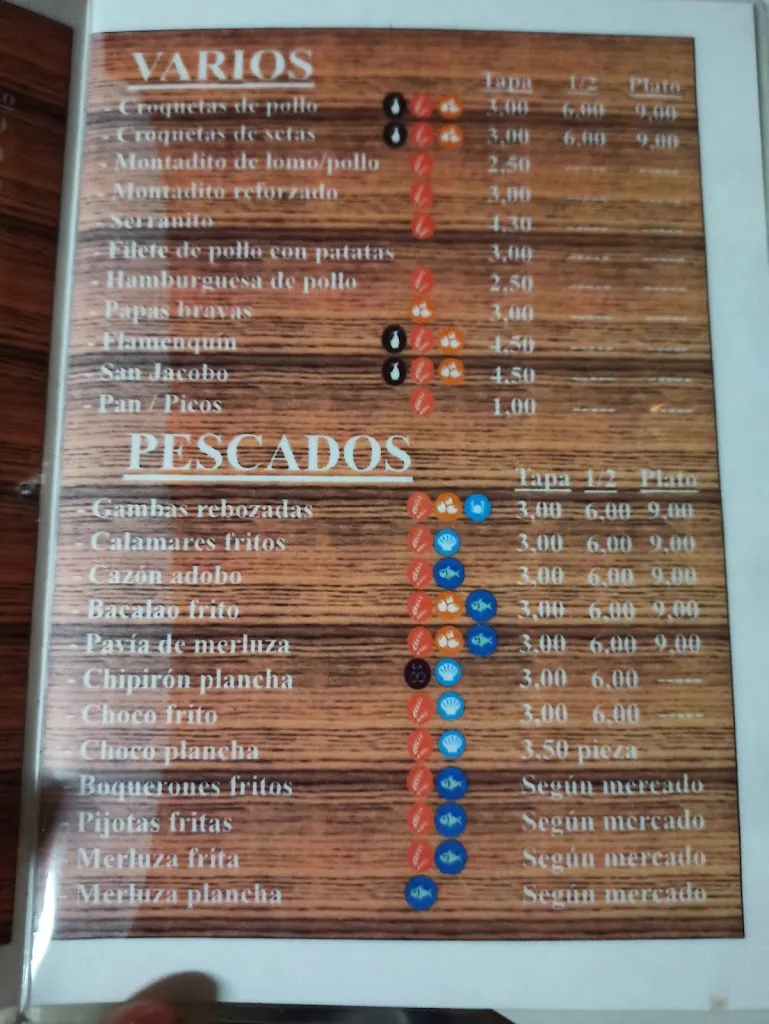 VARIOS
Tapa 1/2 Plato
- Croquetas de pollo 3,00 6,00 9,00
- Croquetas de setas 3,00 6,00 9,00
- Montadito de lomo/pollo 2,50 ----- -----
- Montadito reforzado 3,00 ----- -----
- Serranito 4,30 ----- -----
- Filete de pollo con patatas 3,00 ----- -----
- Hamburguesa de pollo 2,50 ----- -----
- Papas bravas 3,00 ----- -----
- Flamenquín 4,50 ----- -----
- San Jacobo 4,50 ----- -----
- Pan / Picos 1,00 ----- -----
PESCADOS
Tapa 1/2 Plato
- Gambas rebozadas 3,00 6,00 9,00
- Calamares fritos 3,00 6,00 9,00
- Cazón adobo 3,00 6,00 9,00
- Bacalao frito 3,00 6,00 9,00
- Pavía de merluza 3,00 6,00 9,00
- Chipirón plancha 3,00 6,00 -----
- Choco frito 3,00 6,00 -----
- Choco plancha 3,50 pieza
- Boquerones fritos Según mercado
- Pijotas fritas Según mercado
- Merluza frita Según mercado
- Merluza plancha Según mercado